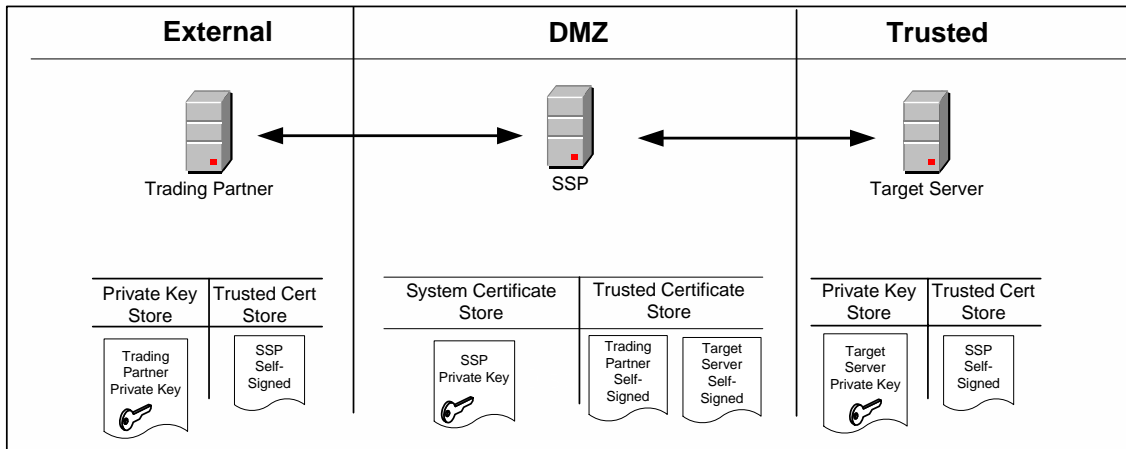 External
DMZ
Trusted
Trading Partner
SSP
Target Server
Private Key
Store
Trusted Cert
Store
System Certificate
Store
Trusted Certificate
Store
Private Key
Store
Trusted Cert
Store
Trading
Partner
Private Key
SSP
Self-
Signed
SSP
Private Key
Trading
Partner
Self-
Signed
Target
Server
Self-
Signed
Target
Server
Private Key
SSP
Self-
Signed